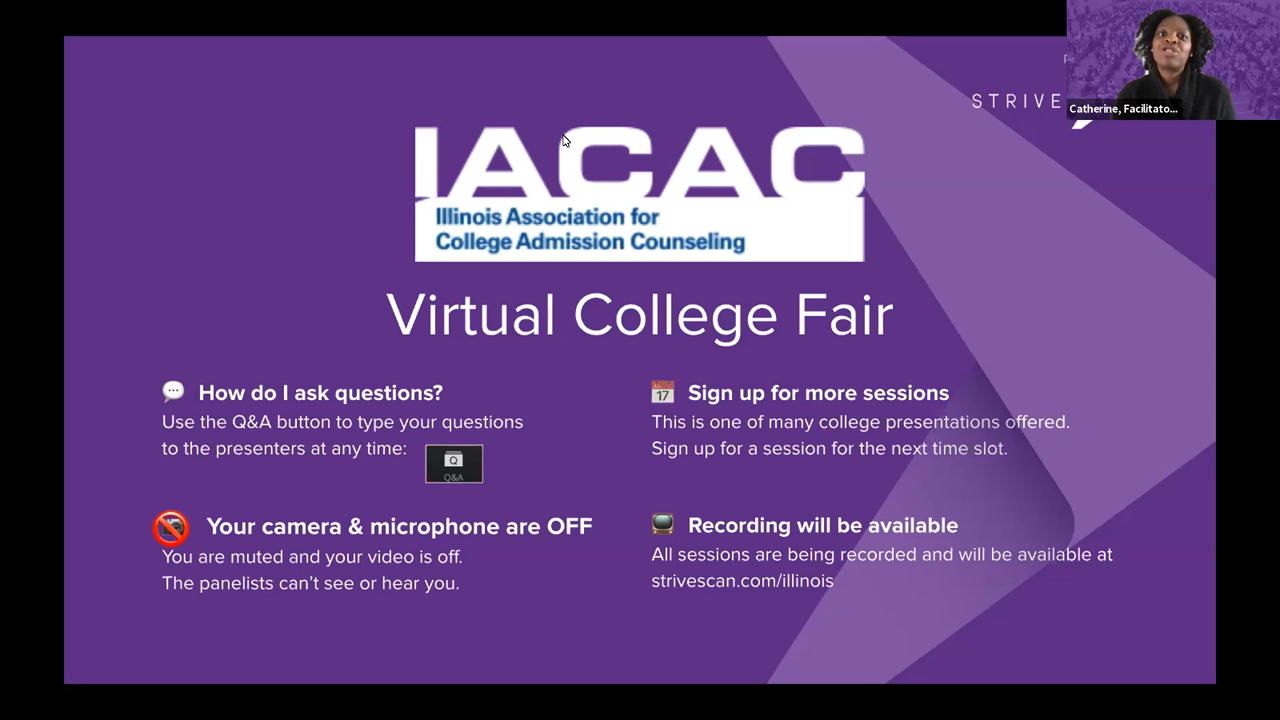 STRIVE
Catherine, Facilitato...
IACAC
Illinois Association for
College Admission Counseling
Virtual College Fair
How do I ask questions?
Use the Q&A button to type your questions
to the presenters at any time:
Q
Q&A
Your camera & microphone are OFF
You are muted and your video is off.
The panelists can't see or hear you.
17
Sign up for more sessions
This is one of many college presentations offered.
Sign up for a session for the next time slot.
Recording will be available
All sessions are being recorded and will be available at
strivescan.com/illinois